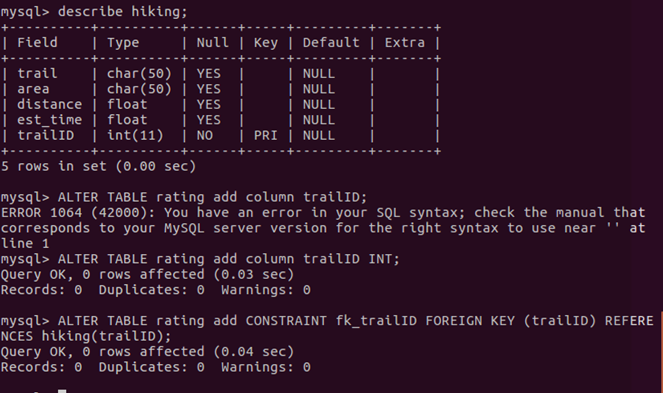 mysql> describe hiking;
+----------+----------+------+-----+---------+-------+
| Field    | Type     | Null | Key | Default | Extra |
+----------+----------+------+-----+---------+-------+
| trail    | char(50) | YES  |     | NULL    |       |
| area     | char(50) | YES  |     | NULL    |       |
| distance | float    | YES  |     | NULL    |       |
| est_time | float    | YES  |     | NULL    |       |
| trailID  | int(11)  | NO   | PRI | NULL    |       |
+----------+----------+------+-----+---------+-------+
5 rows in set (0.00 sec)

mysql> ALTER TABLE rating add column trailID;
ERROR 1064 (42000): You have an error in your SQL syntax; check the manual that
corresponds to your MySQL server version for the right syntax to use near '' at
line 1
mysql> ALTER TABLE rating add column trailID INT;
Query OK, 0 rows affected (0.03 sec)
Records: 0  Duplicates: 0  Warnings: 0

mysql> ALTER TABLE rating add CONSTRAINT fk_trailID FOREIGN KEY (trailID) REFERE
NCES hiking(trailID);
Query OK, 0 rows affected (0.04 sec)
Records: 0  Duplicates: 0  Warnings: 0